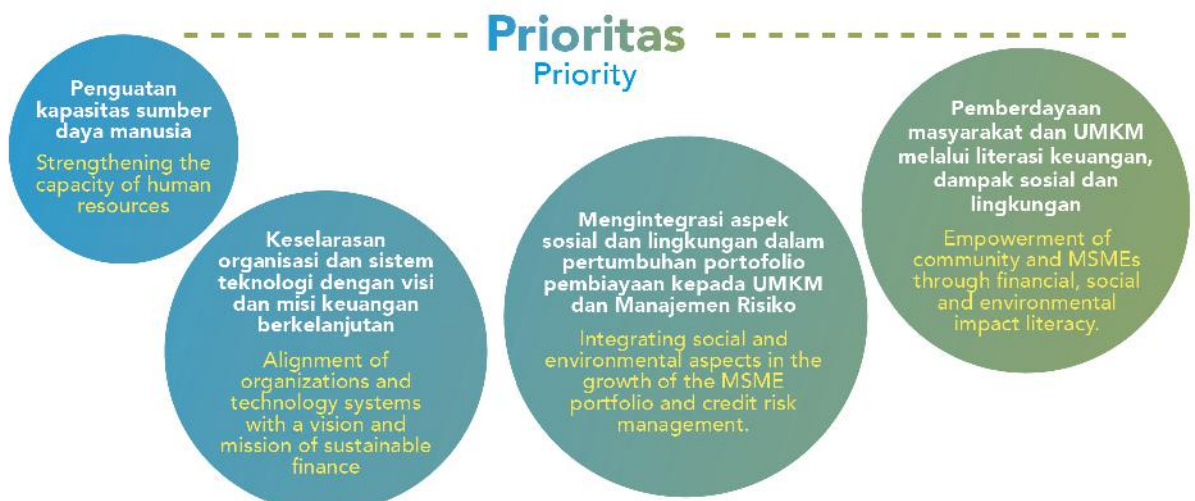 Prioritas
Priority
Penguatan
kapasitas sumber
daya manusia
Strengthening the
capacity of human
resources
Keselarasan
organisasi dan sistem
teknologi dengan visi
dan misi keuangan
berkelanjutan
Alignment of
organizations and
technology systems
with a vision and
mission of sustainable
finance
Mengintegrasi aspek
sosial dan lingkungan dalam
pertumbuhan portofolio
pembiayaan kepada UMKM
dan Manajemen Risiko
Integrating social and
environmental aspects in the
growth of the MSME
portfolio and credit risk
management.
Pemberdayaan
masyarakat dan UMKM
melalui literasi keuangan,
dampak sosial dan
lingkungan
Empowerment of
community and MSMEs
through financial, social
and environmental
impact literacy.